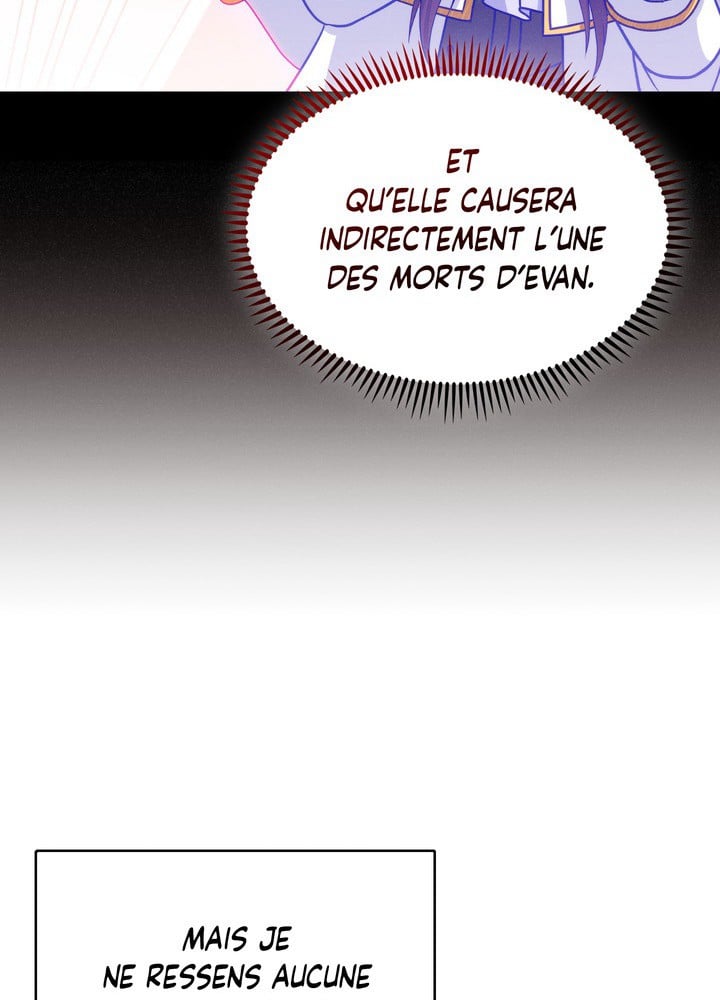 ET
QU'ELLE CAUSERA
INDIRECTEMENT L'UNE
DES MORTS D'EVAN.
MAIS JE
NE RESSENS AUCUNE